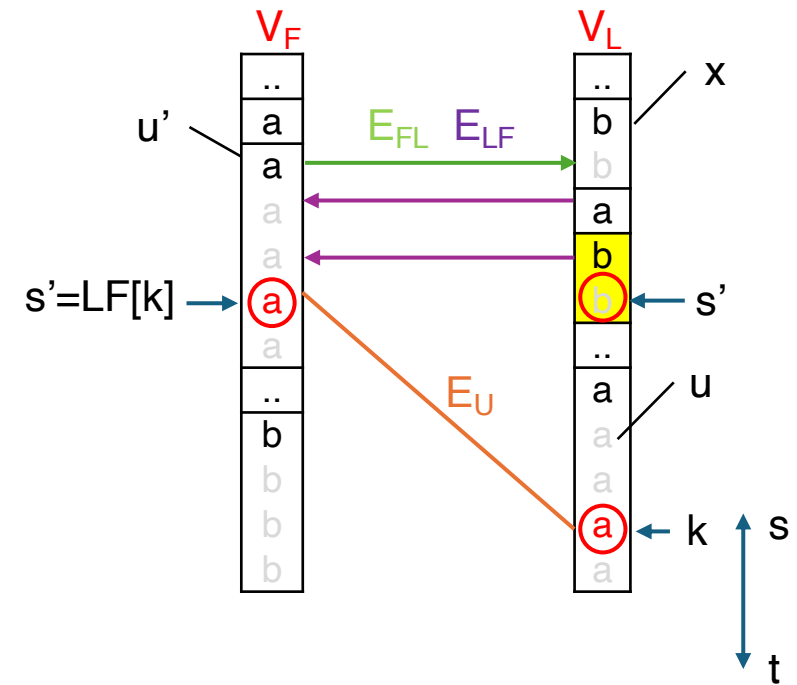 V_F V_L
.. .. x
a b
u' E_FL E_LF
a b
a a
a b
s'=LF[k] a b s'
a ..
.. a u
E_U
b a
b a
b a k s
b a
t